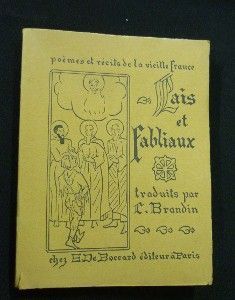 poèmes et récits de la vieille france
Lais
et
fabliaux
traduits par
L. Brandin
chez E. De Boccard éditeur à Paris